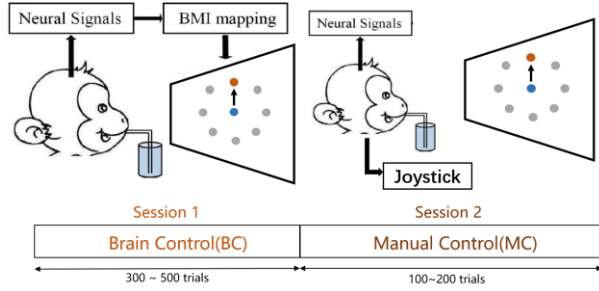 Neural Signals
BMI mapping
Neural Signals
Joystick
Session 1
Session 2
Brain Control(BC)
Manual Control(MC)
300 ~ 500 trials
100~200 trials